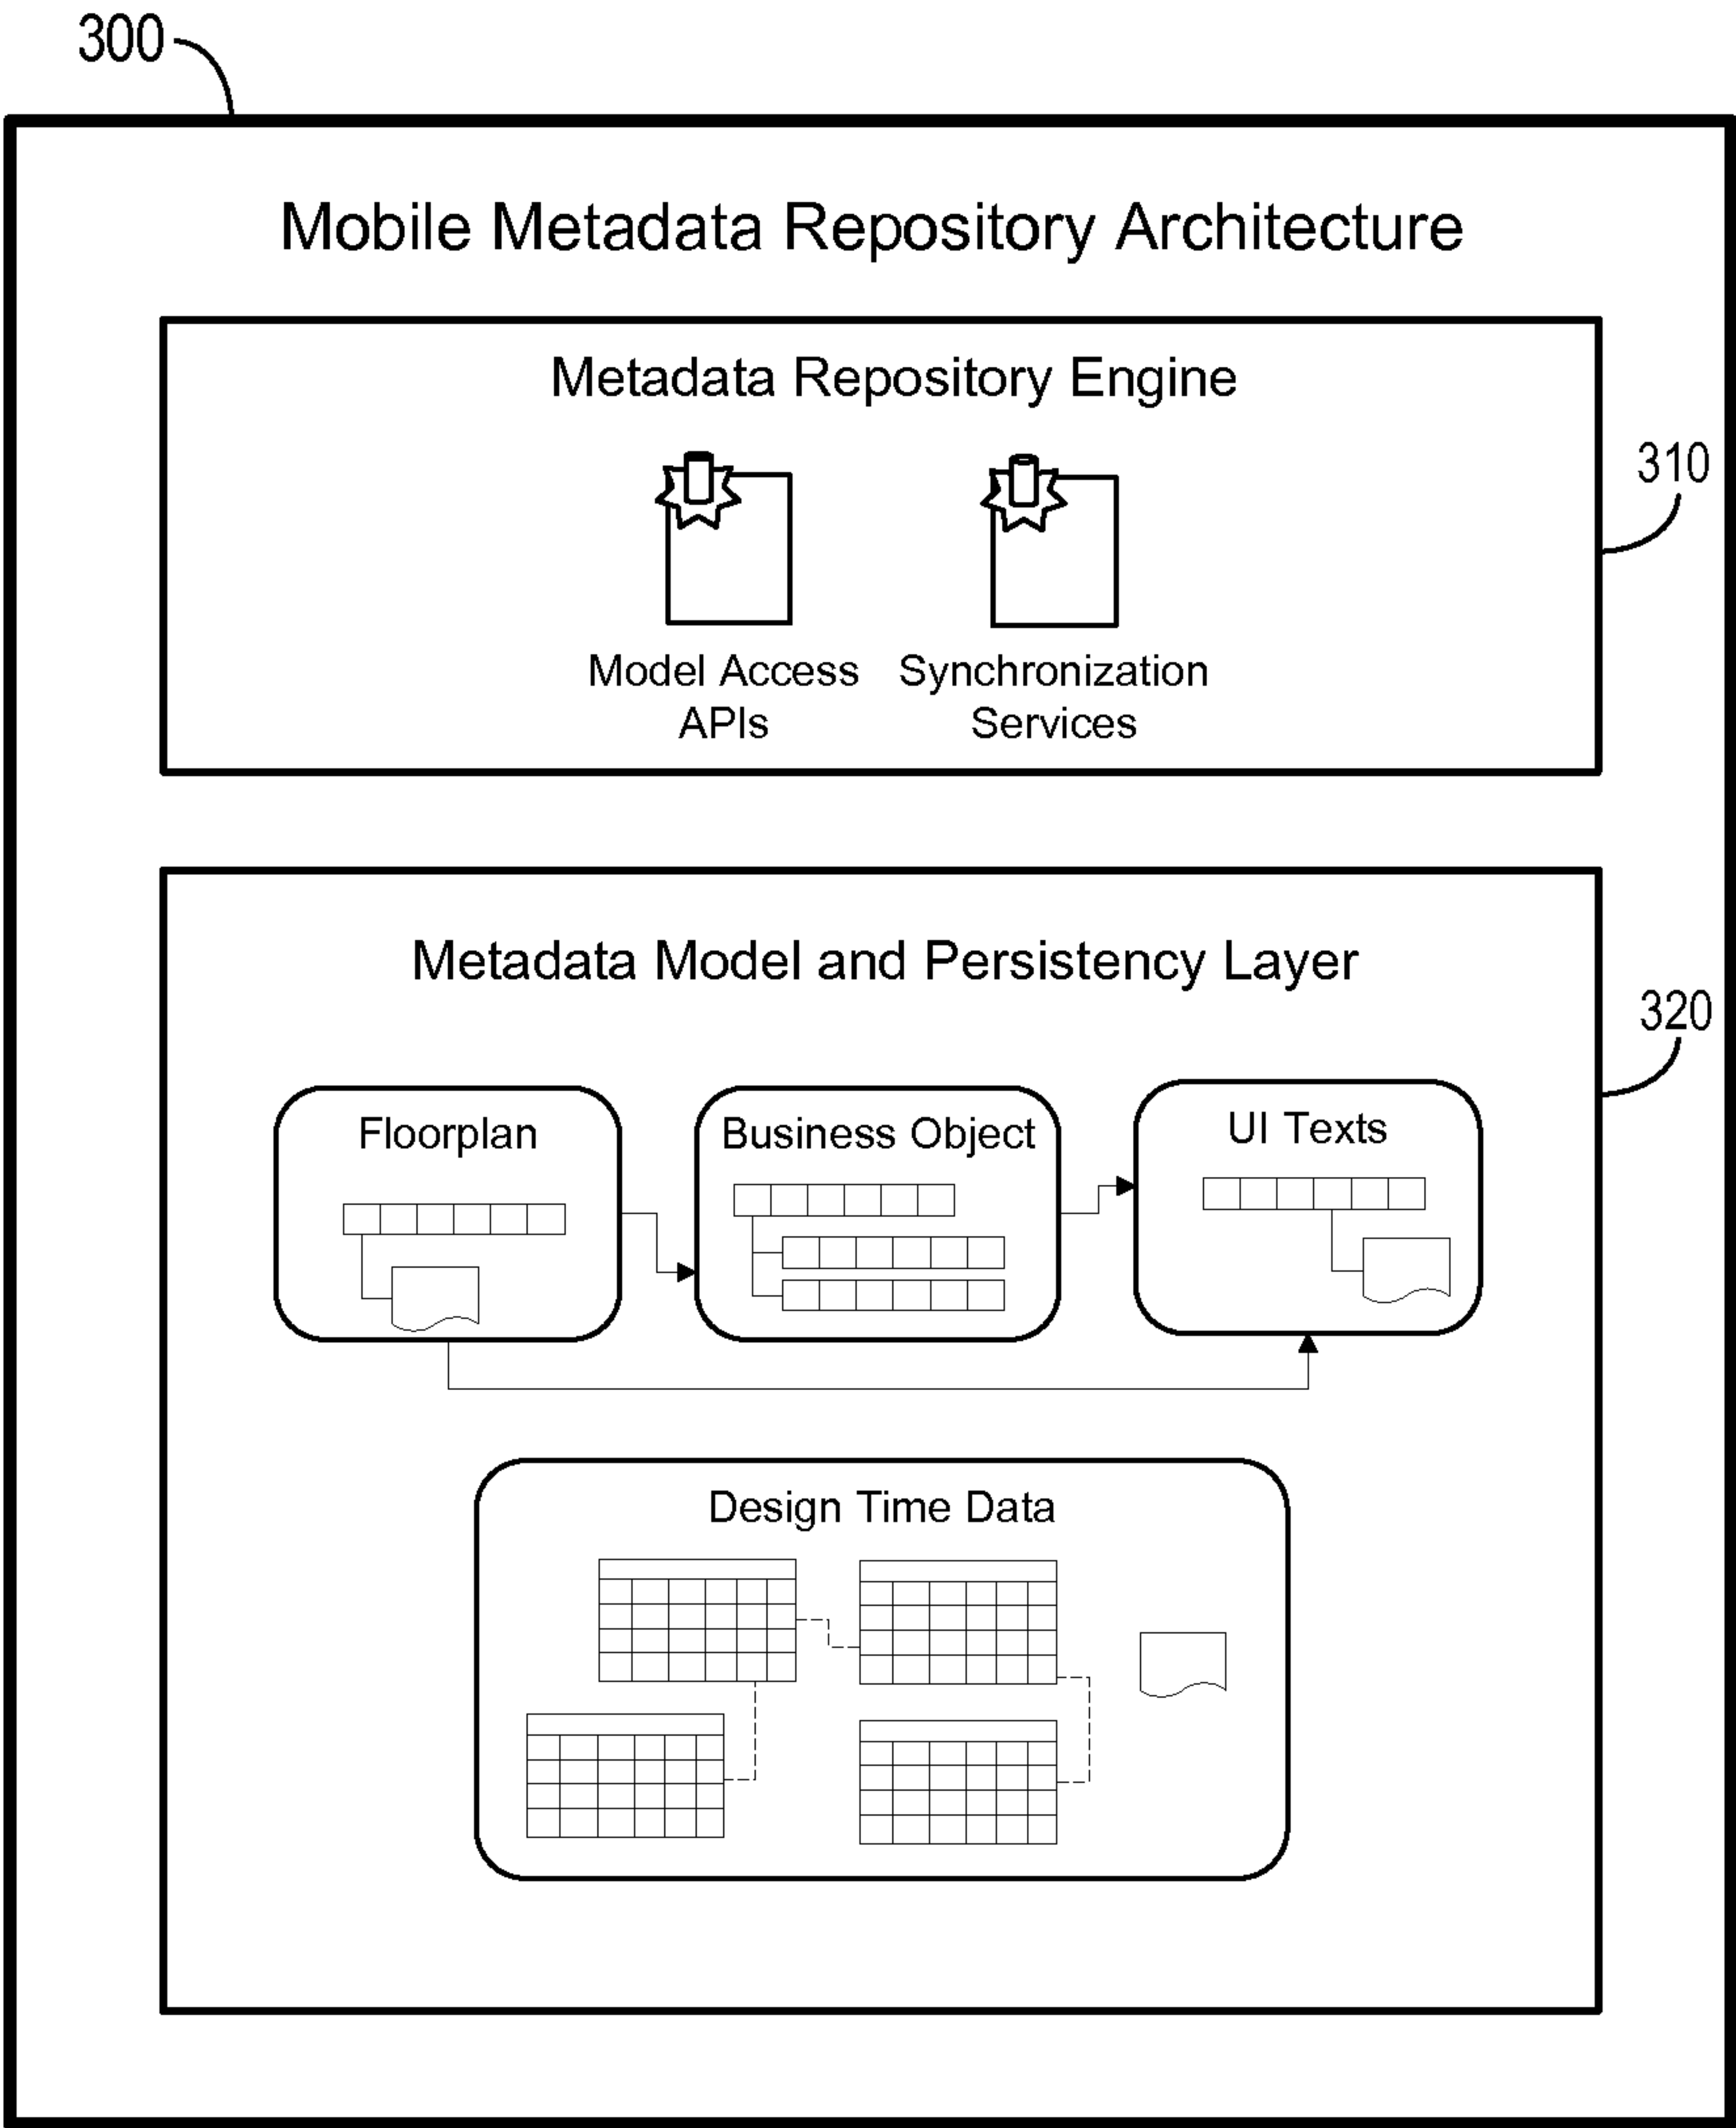 300
Mobile Metadata Repository Architecture
Metadata Repository Engine
310
Model Access
APIs
Synchronization
Services
Metadata Model and Persistency Layer
320
Floorplan
Business Object
UI Texts
Design Time Data